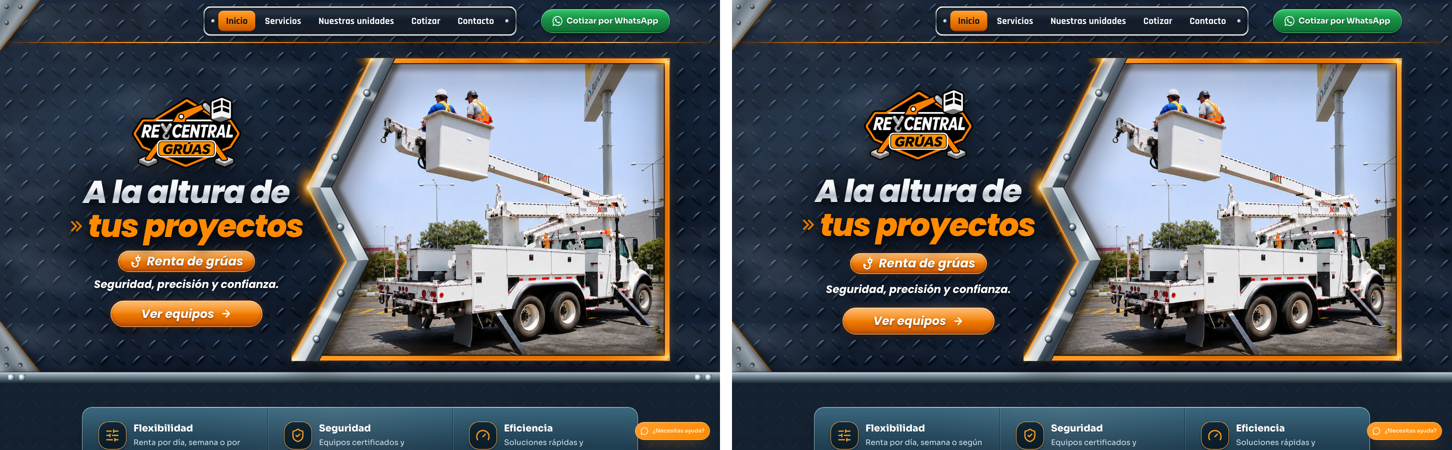 Inicio Servicios Nuestras unidades Cotizar Contacto Cotizar por WhatsApp
REYCENTRAL
GRÚAS
A la altura de
» tus proyectos
Renta de grúas
Seguridad, precisión y confianza.
Ver equipos →
Flexibilidad
Renta por día, semana o por
Seguridad
Equipos certificados y
Eficiencia
Soluciones rápidas y
¿Necesitas ayuda?
Inicio Servicios Nuestras unidades Cotizar Contacto Cotizar por WhatsApp
REYCENTRAL
GRÚAS
A la altura de
» tus proyectos
Renta de grúas
Seguridad, precisión y confianza.
Ver equipos →
Flexibilidad
Renta por día, semana o según
Seguridad
Equipos certificados y
Eficiencia
Soluciones rápidas y
¿Necesitas ayuda?